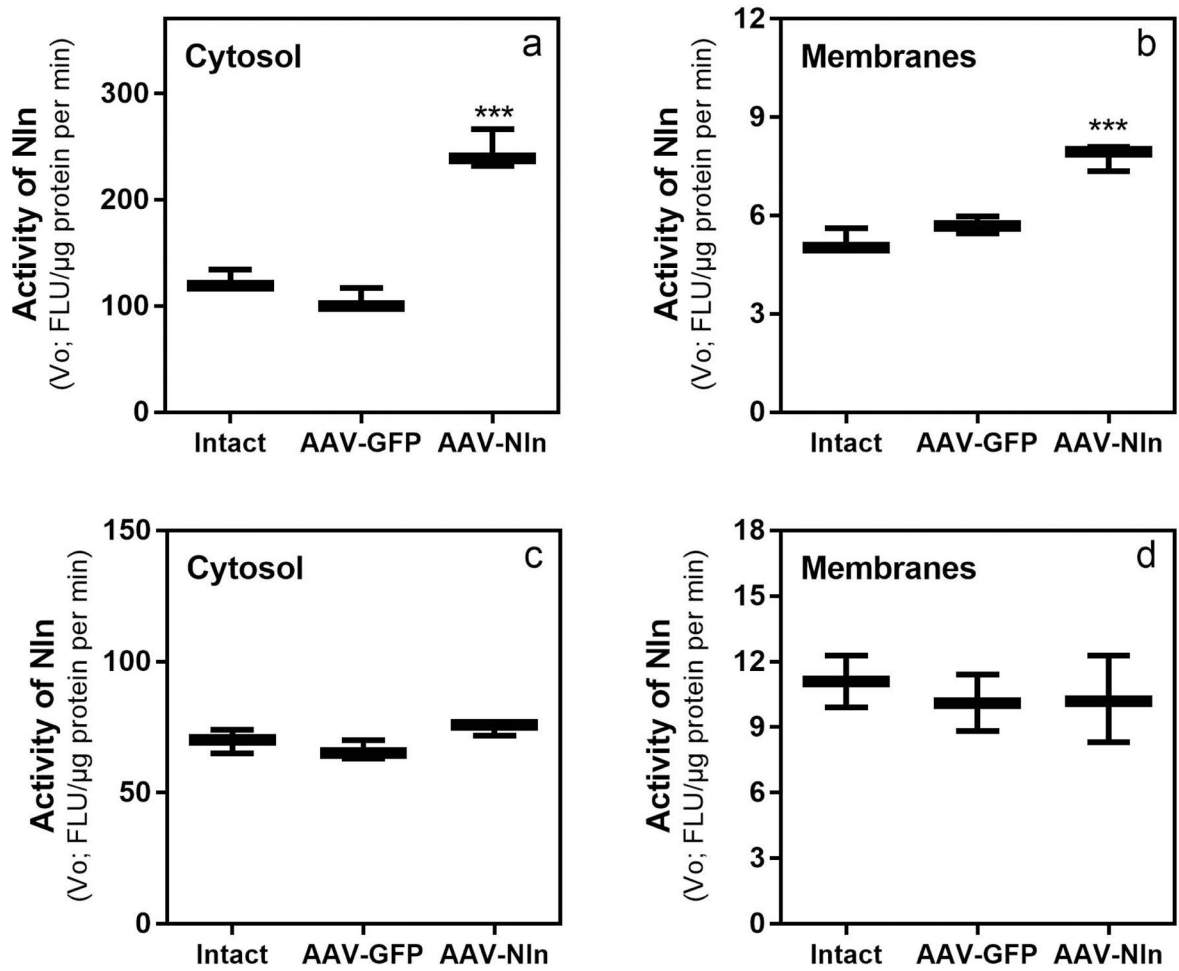 a
Cytosol
Activity of Nln
(Vo; FLU/µg protein per min)
300
200
100
0
***
Intact AAV-GFP AAV-Nln
b
Membranes
Activity of Nln
(Vo; FLU/µg protein per min)
12
9
6
3
0
***
Intact AAV-GFP AAV-Nln
c
Cytosol
Activity of Nln
(Vo; FLU/µg protein per min)
150
100
50
0
Intact AAV-GFP AAV-Nln
d
Membranes
Activity of Nln
(Vo; FLU/µg protein per min)
18
15
12
9
6
3
0
Intact AAV-GFP AAV-Nln